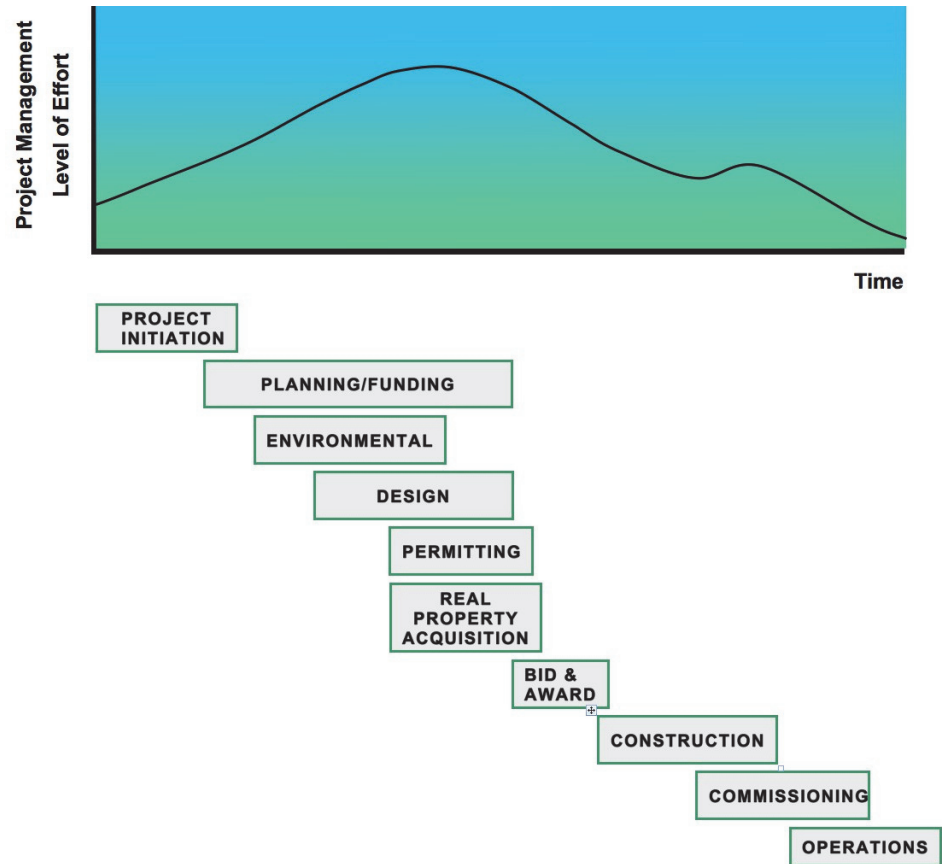 Project Management
Level of Effort
Time
PROJECT
INITIATION
PLANNING/FUNDING
ENVIRONMENTAL
DESIGN
PERMITTING
REAL
PROPERTY
ACQUISITION
BID &
AWARD
CONSTRUCTION
COMMISSIONING
OPERATIONS